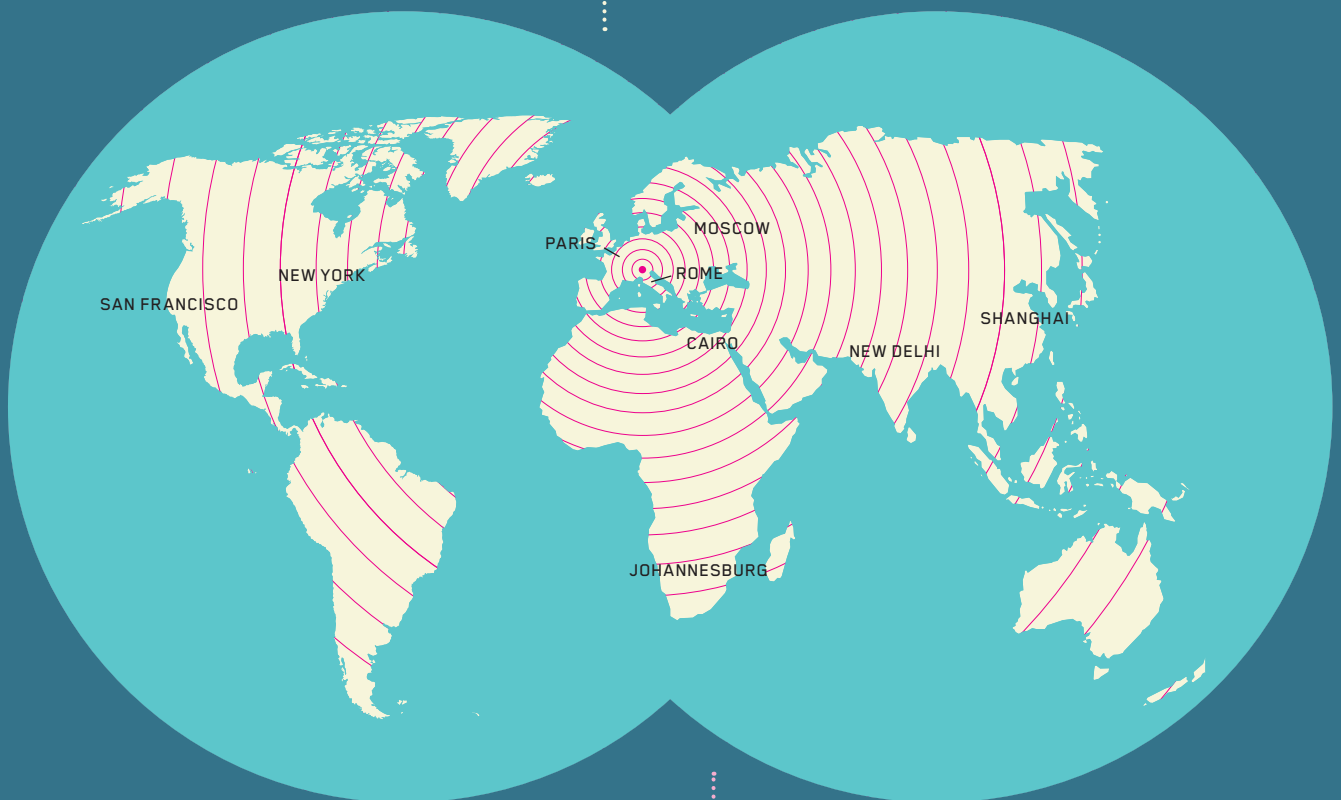 MOSCOW
PARIS
ROME
NEW YORK
SAN FRANCISCO
SHANGHAI
CAIRO
NEW DELHI
JOHANNESBURG